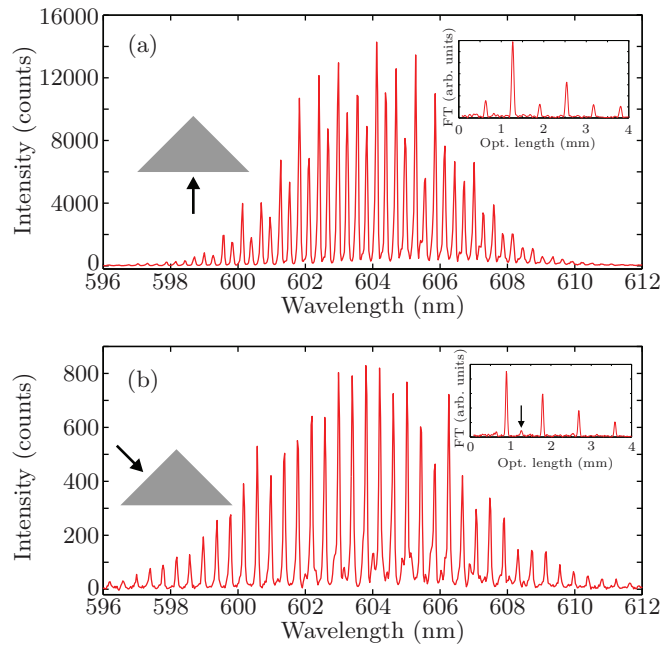 16000
(a)
12000
8000
4000
0
Intensity (counts)
596 598 600 602 604 606 608 610 612
Wavelength (nm)
FT (arb. units)
0 1 2 3 4
Opt. length (mm)
800
(b)
600
400
200
0
Intensity (counts)
596 598 600 602 604 606 608 610 612
Wavelength (nm)
FT (arb. units)
0 1 2 3 4
Opt. length (mm)